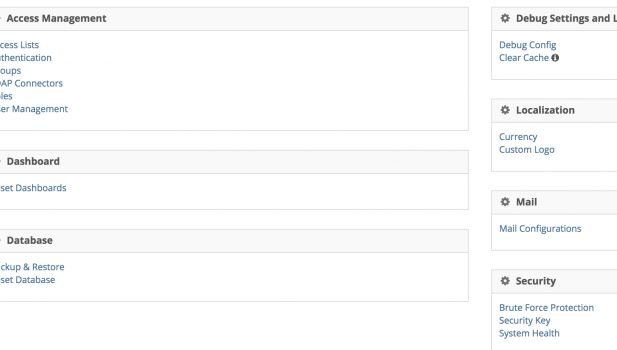 Access Management
cess Lists
thentication
oups
AP Connectors
les
er Management
Dashboard
set Dashboards
Database
ckup & Restore
set Database
Debug Settings and L
Debug Config
Clear Cache
Localization
Currency
Custom Logo
Mail
Mail Configurations
Security
Brute Force Protection
Security Key
System Health